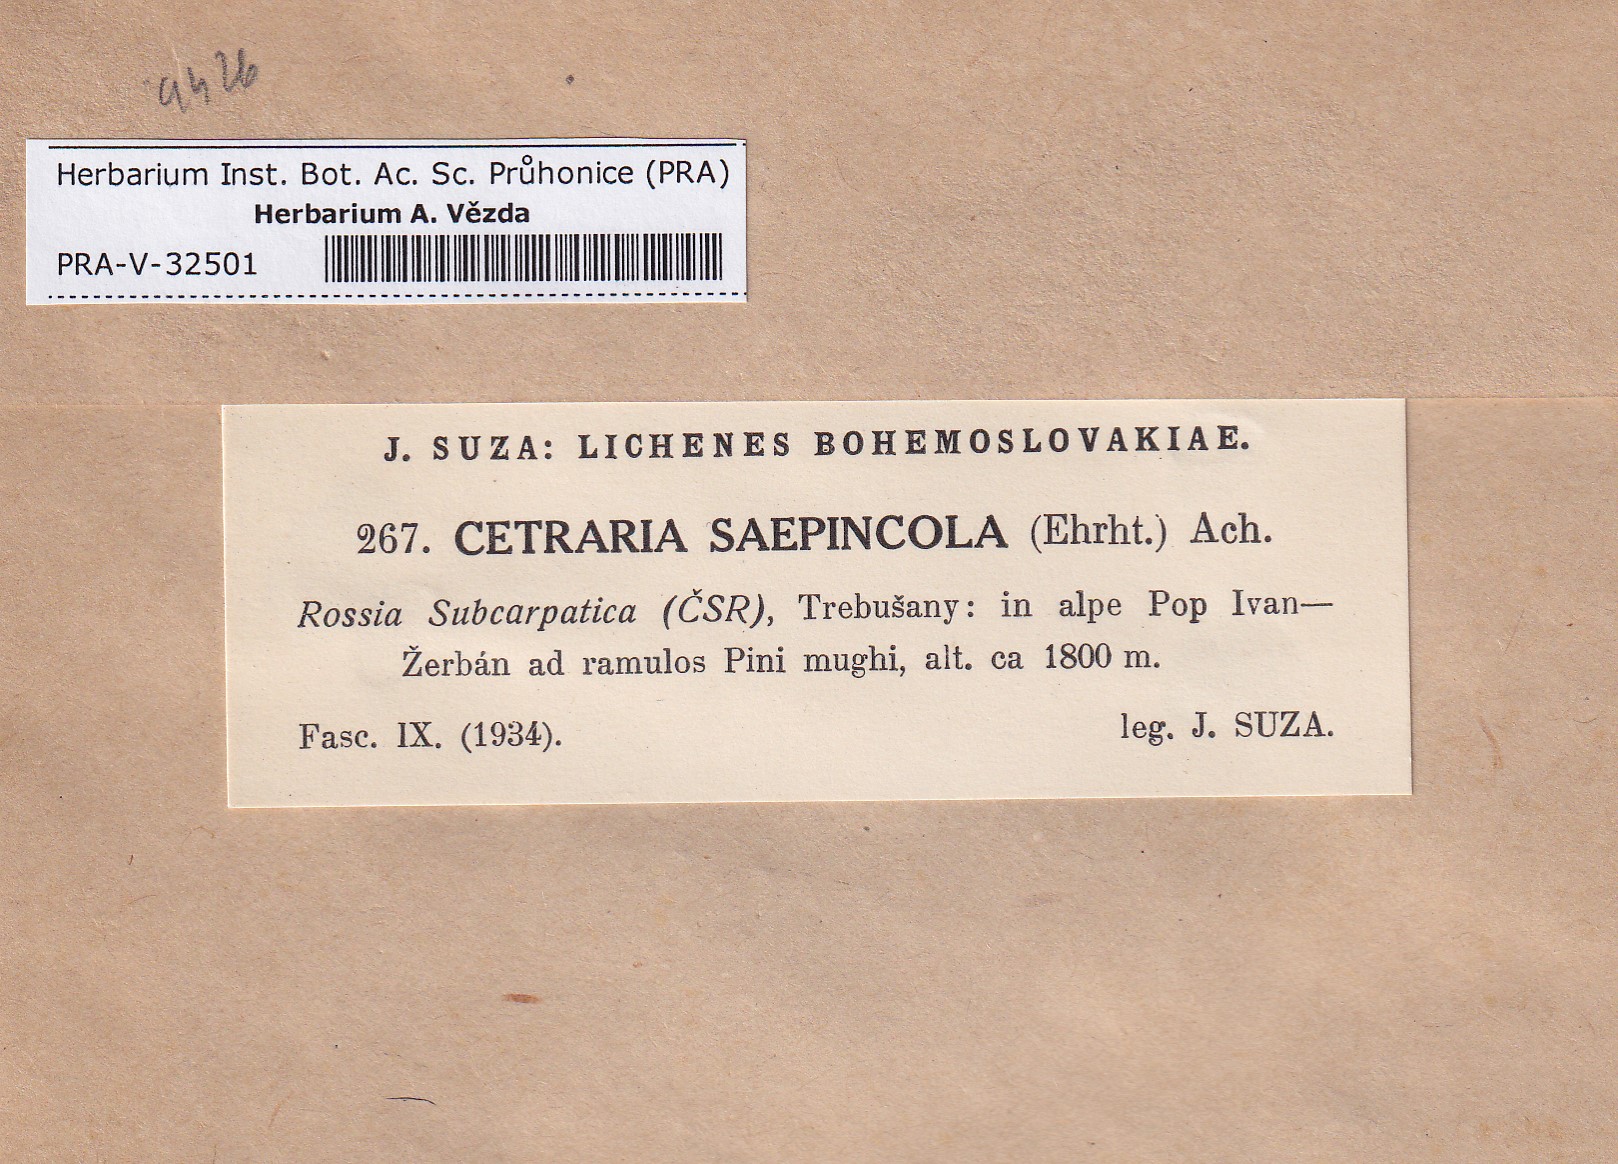 9426
Herbarium Inst. Bot. Ac. Sc. Průhonice (PRA)
Herbarium A. Vězda
PRA-V-32501
J. SUZA: LICHENES BOHEMOSLOVAKIAE.
267. CETRARIA SAEPINCOLA (Ehrht.) Ach.
Rossia Subcarpatica (ČSR), Trebušany: in alpe Pop Ivan—
Žerbán ad ramulos Pini mughi, alt. ca 1800 m.
Fasc. IX. (1934). leg. J. SUZA.